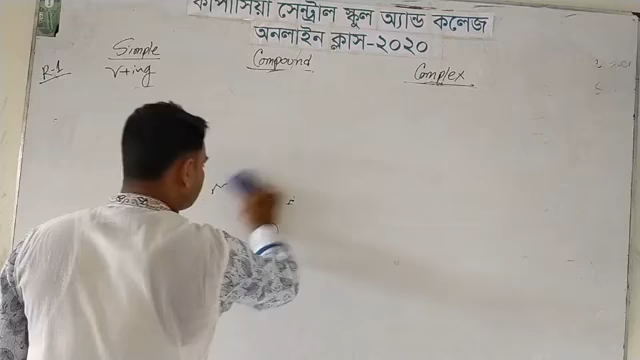 কাপাসিয়া সেন্ট্রাল স্কুল অ্যান্ড কলেজ
অনলাইন ক্লাস-২০২০
Simple Compound Complex
R-1 V+ing